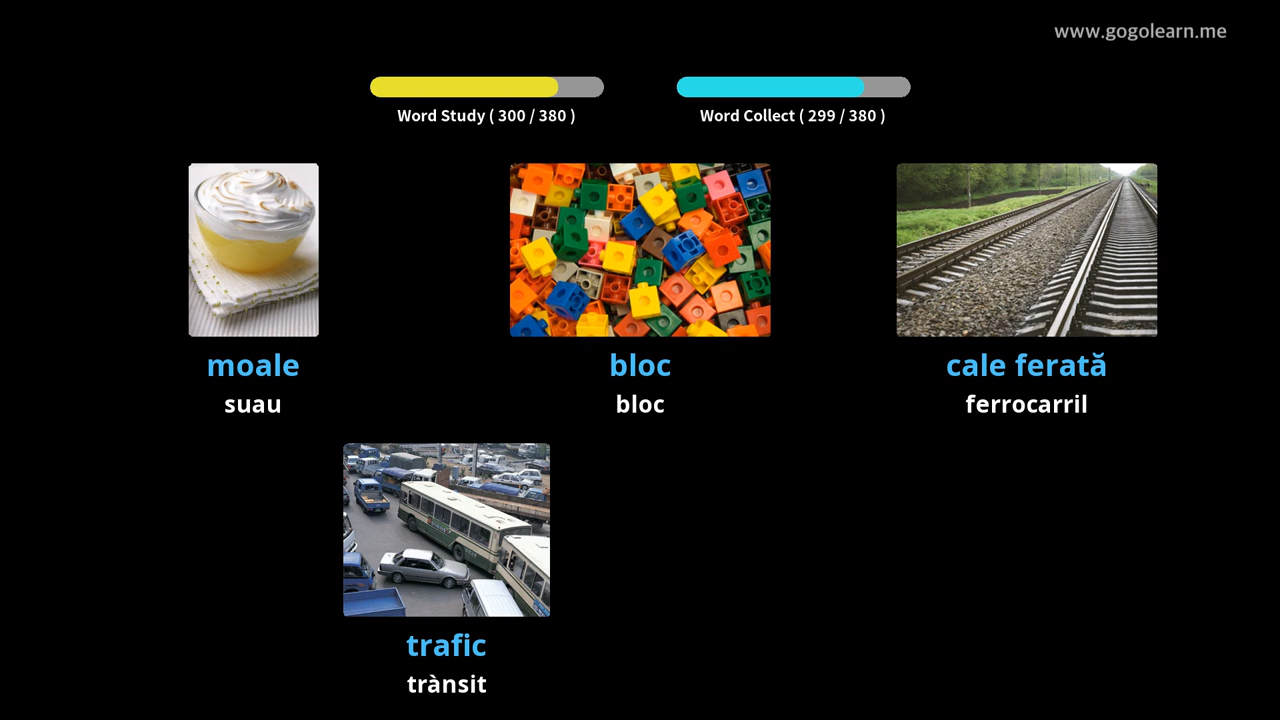 www.gogolearn.me
Word Study ( 300 / 380 )
Word Collect ( 299 / 380 )
moale
suau
bloc
bloc
cale ferată
ferrocarril
trafic
trànsit